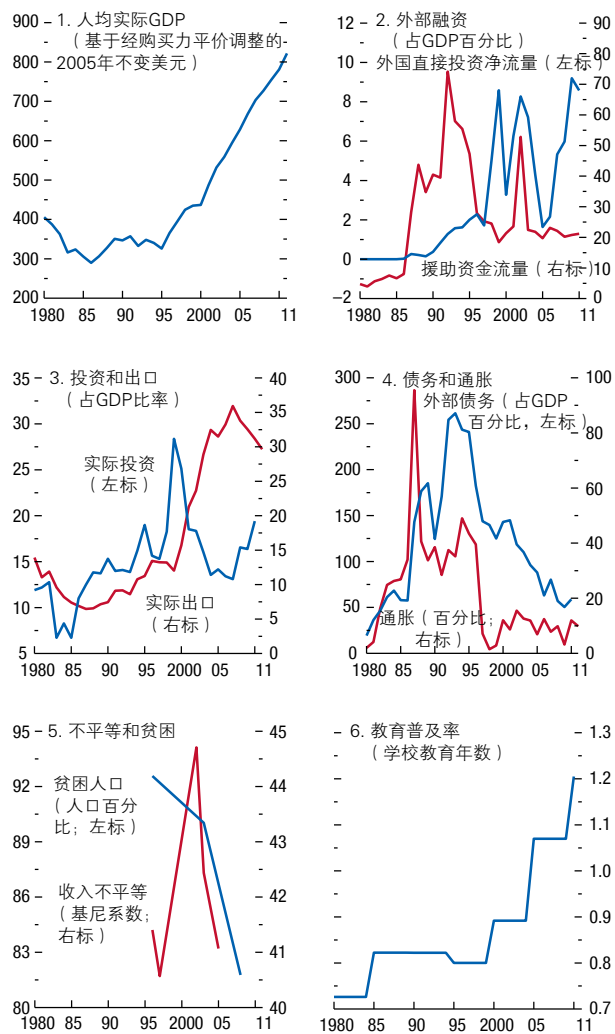 1. 人均实际GDP
（基于经购买力平价调整的
2005年不变美元）
900
800
700
600
500
400
300
200
1980 85 90 95 2000 05 11
2. 外部融资
（占GDP百分比）
外国直接投资净流量（左标）
援助资金流量（右标）
12
10
8
6
4
2
0
–2
90
80
70
60
50
40
30
20
10
0
1980 85 90 95 2000 05 11
3. 投资和出口
（占GDP比率）
实际投资
（左标）
实际出口
（右标）
35
30
25
20
15
10
5
40
35
30
25
20
15
10
5
0
1980 85 90 95 2000 05 11
4. 债务和通胀
外部债务（占GDP
百分比，左标）
通胀（百分比；
右标）
300
250
200
150
100
50
0
100
80
60
40
20
0
1980 85 90 95 2000 05 11
5. 不平等和贫困
贫困人口
（人口百分
比；左标）
收入不平等
（基尼系数；
右标）
95
92
89
86
83
80
45
44
43
42
41
40
1980 85 90 95 2000 05 11
6. 教育普及率
（学校教育年数）
1.3
1.2
1.1
1.0
0.9
0.8
0.7
1980 85 90 95 2000 05 11